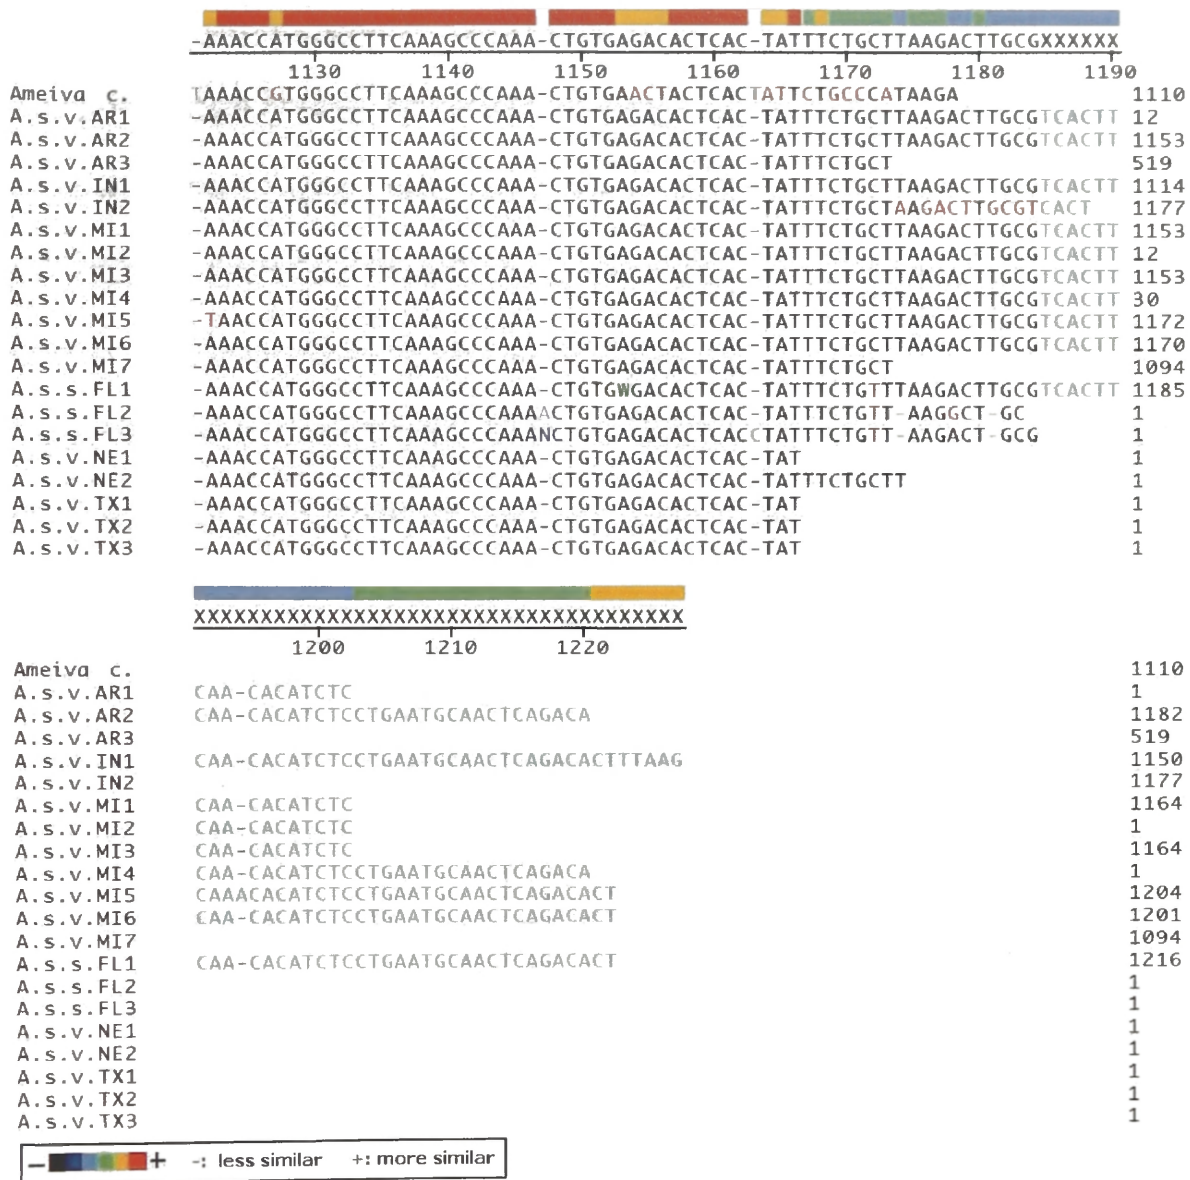 -AAACCATGGGCCTTCAAAGCCCAAA-CTGTGAGACACTCAC-TATTTCTGCTTAAGACTTGCGXXXXXX
1130 1140 1150 1160 1170 1180 1190
Ameiva c. TAAACCGTGGGCCTTCAAAGCCCAAA-CTGTGAACTACTCACTATTCTGCCCATAAGA 1110
A.s.v.AR1 -AAACCATGGGCCTTCAAAGCCCAAA-CTGTGAGACACTCAC-TATTTCTGCTTAAGACTTGCGTCACTT 12
A.s.v.AR2 -AAACCATGGGCCTTCAAAGCCCAAA-CTGTGAGACACTCAC-TATTTCTGCTTAAGACTTGCGTCACTT 1153
A.s.v.AR3 -AAACCATGGGCCTTCAAAGCCCAAA-CTGTGAGACACTCAC-TATTTCTGCT 519
A.s.v.IN1 -AAACCATGGGCCTTCAAAGCCCAAA-CTGTGAGACACTCAC-TATTTCTGCTTAAGACTTGCGTCACTT 1114
A.s.v.IN2 -AAACCATGGGCCTTCAAAGCCCAAA-CTGTGAGACACTCAC-TATTTCTGCTAAGACTTGCGTCACT 1177
A.s.v.MI1 -AAACCATGGGCCTTCAAAGCCCAAA-CTGTGAGACACTCAC-TATTTCTGCTTAAGACTTGCGTCACTT 1153
A.s.v.MI2 -AAACCATGGGCCTTCAAAGCCCAAA-CTGTGAGACACTCAC-TATTTCTGCTTAAGACTTGCGTCACTT 12
A.s.v.MI3 -AAACCATGGGCCTTCAAAGCCCAAA-CTGTGAGACACTCAC-TATTTCTGCTTAAGACTTGCGTCACTT 1153
A.s.v.MI4 -AAACCATGGGCCTTCAAAGCCCAAA-CTGTGAGACACTCAC-TATTTCTGCTTAAGACTTGCGTCACTT 30
A.s.v.MI5 -TAACCATGGGCCTTCAAAGCCCAAA-CTGTGAGACACTCAC-TATTTCTGCTTAAGACTTGCGTCACTT 1172
A.s.v.MI6 -AAACCATGGGCCTTCAAAGCCCAAA-CTGTGAGACACTCAC-TATTTCTGCTTAAGACTTGCGTCACTT 1170
A.s.v.MI7 -AAACCATGGGCCTTCAAAGCCCAAA-CTGTGAGACACTCAC-TATTTCTGCT 1094
A.s.s.FL1 -AAACCATGGGCCTTCAAAGCCCAAA-CTGTGWGACACTCAC-TATTTCTGTTTAAGACTTGCGTCACTT 1185
A.s.s.FL2 -AAACCATGGGCCTTCAAAGCCCAAAACTGTGAGACACTCAC-TATTTCTGTT-AAGGCT-GC 1
A.s.s.FL3 -AAACCATGGGCCTTCAAAGCCCAAANCTGTGAGACACTCACCTATTTCTGTT-AAGACT-GCG 1
A.s.v.NE1 -AAACCATGGGCCTTCAAAGCCCAAA-CTGTGAGACACTCAC-TAT 1
A.s.v.NE2 -AAACCATGGGCCTTCAAAGCCCAAA-CTGTGAGACACTCAC-TATTTCTGCTT 1
A.s.v.TX1 -AAACCATGGGCCTTCAAAGCCCAAA-CTGTGAGACACTCAC-TAT 1
A.s.v.TX2 -AAACCATGGGCCTTCAAAGCCCAAA-CTGTGAGACACTCAC-TAT 1
A.s.v.TX3 -AAACCATGGGCCTTCAAAGCCCAAA-CTGTGAGACACTCAC-TAT 1
XXXXXXXXXXXXXXXXXXXXXXXXXXXXXXXXXXXXX
1200 1210 1220
Ameiva c. 1110
A.s.v.AR1 CAA-CACATCTC 1
A.s.v.AR2 CAA-CACATCTCCTGAATGCAACTCAGACA 1182
A.s.v.AR3 519
A.s.v.IN1 CAA-CACATCTCCTGAATGCAACTCAGACACTTTAAG 1150
A.s.v.IN2 1177
A.s.v.MI1 CAA-CACATCTC 1164
A.s.v.MI2 CAA-CACATCTC 1
A.s.v.MI3 CAA-CACATCTC 1164
A.s.v.MI4 CAA-CACATCTCCTGAATGCAACTCAGACA 1
A.s.v.MI5 CAAACACATCTCCTGAATGCAACTCAGACACT 1204
A.s.v.MI6 CAA-CACATCTCCTGAATGCAACTCAGACACT 1201
A.s.v.MI7 1094
A.s.s.FL1 CAA-CACATCTCCTGAATGCAACTCAGACACT 1216
A.s.s.FL2 1
A.s.s.FL3 1
A.s.v.NE1 1
A.s.v.NE2 1
A.s.v.TX1 1
A.s.v.TX2 1
A.s.v.TX3 1
- + -: less similar +: more similar